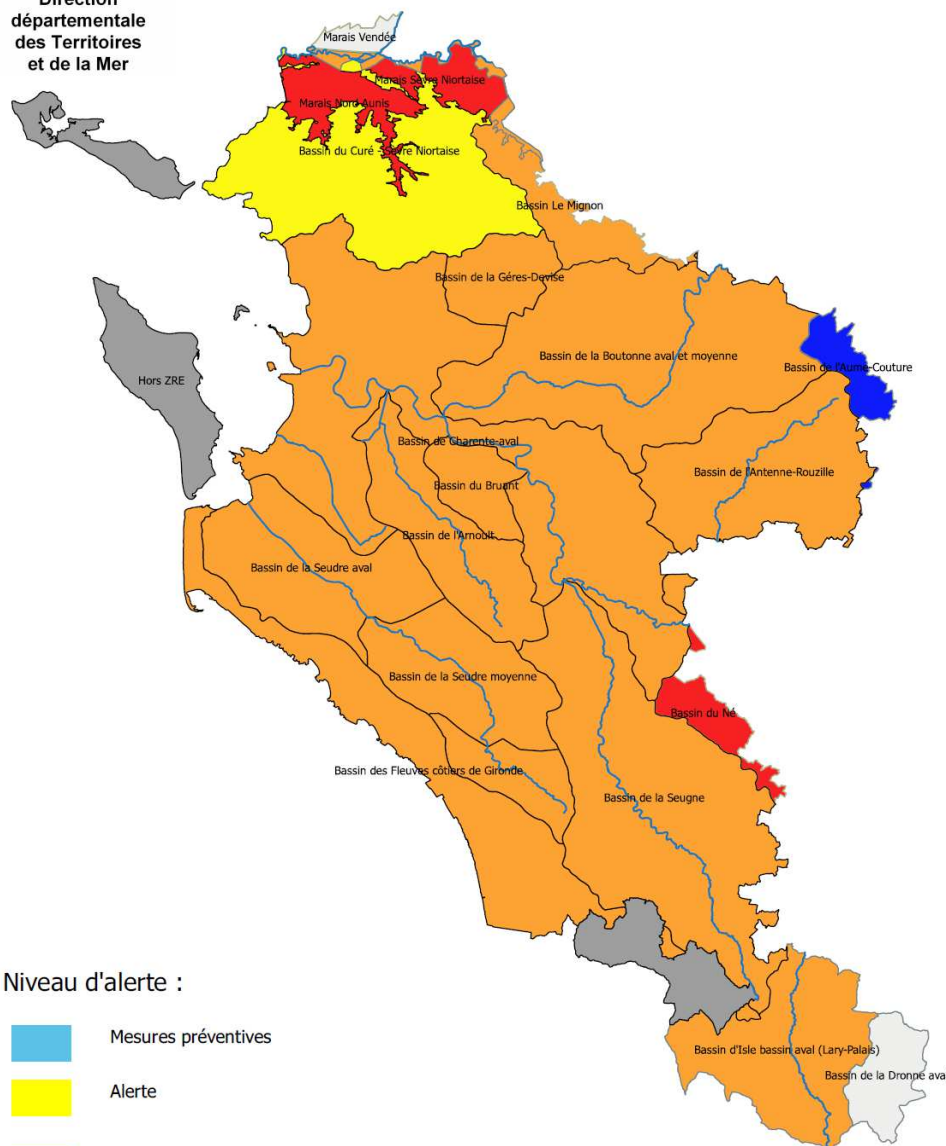 Direction
départementale
des Territoires
et de la Mer
Marais Vendée
Marais Sèvre Niortaise
Marais Nord Aunis
Bassin du Curé - Sèvre Niortaise
Bassin Le Mignon
Bassin de la Géres-Devise
Bassin de la Boutonne aval et moyenne
Bassin de l'Aume-Couture
Hors ZRE
Bassin de Charente-aval
Bassin de l'Antenne-Rouzille
Bassin du Bruant
Bassin de l'Arnoult
Bassin de la Seudre aval
Bassin de la Seudre moyenne
Bassin du Né
Bassin des Fleuves côtiers de Gironde
Bassin de la Seugne
Niveau d'alerte :
Mesures préventives
Bassin d'Isle bassin aval (Lary-Palais)
Bassin de la Dronne aval
Alerte